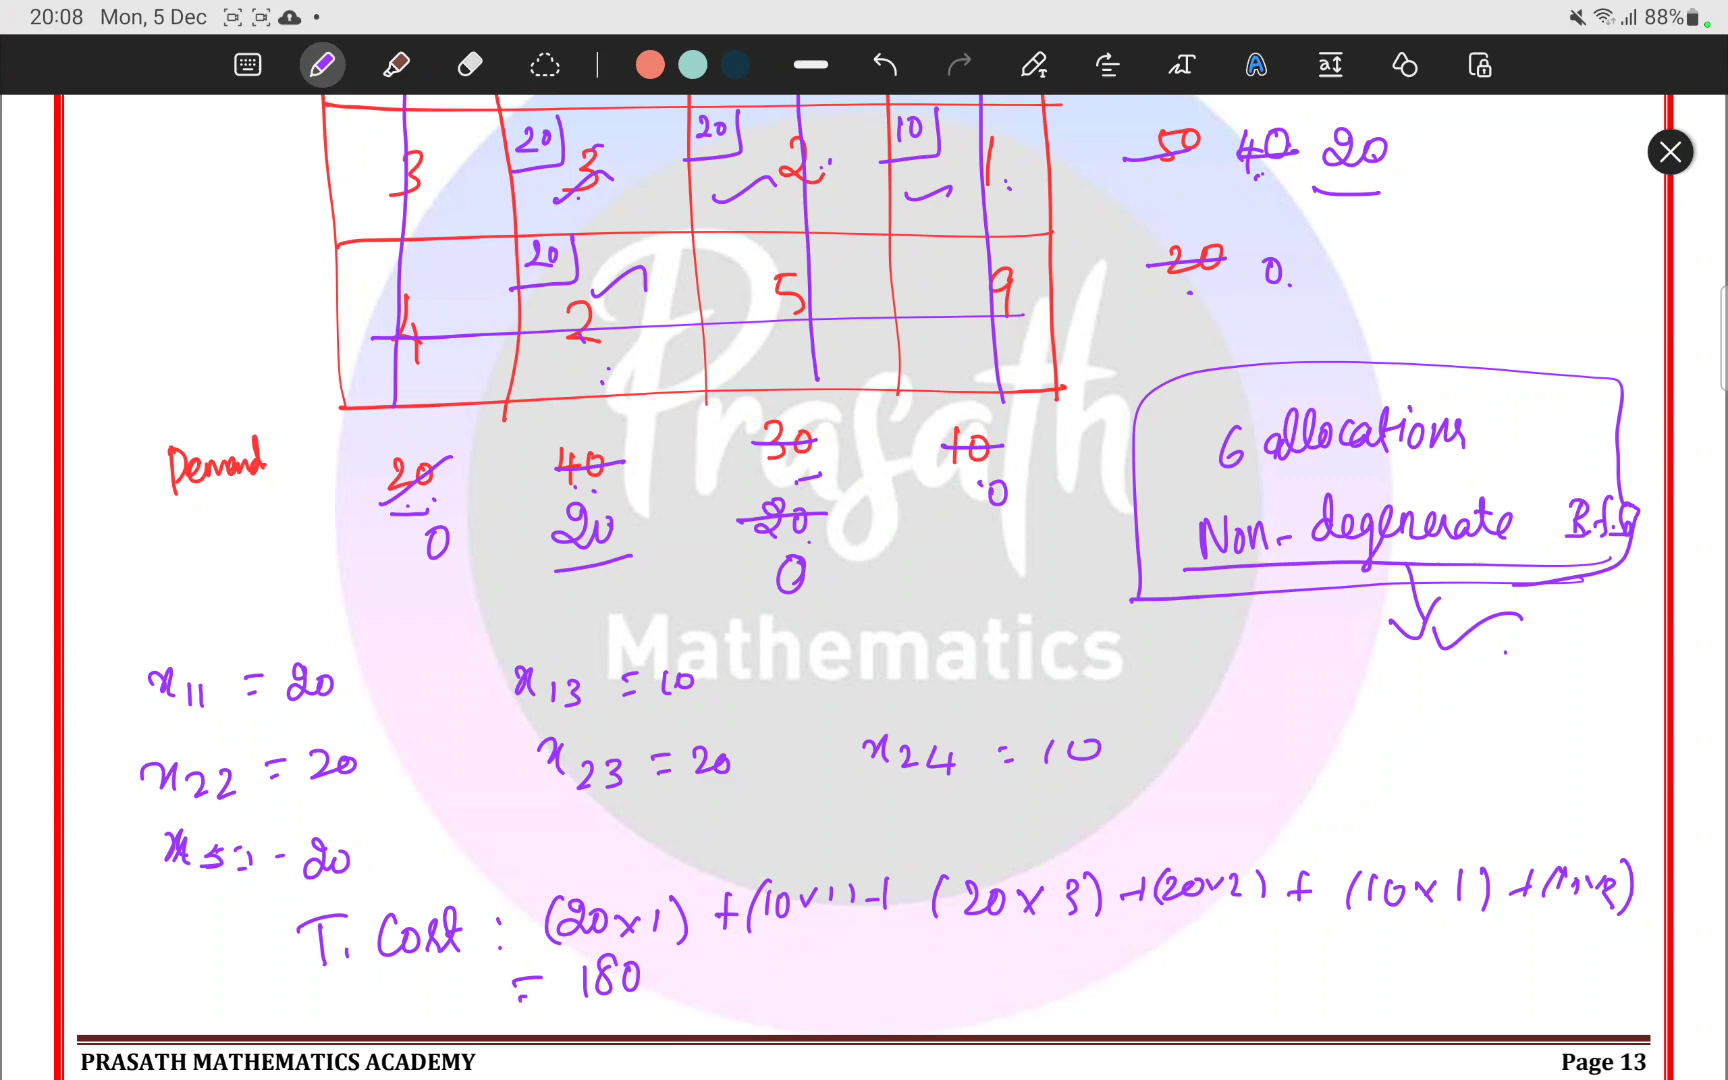 20:08 Mon, 5 Dec 88%
20 20 10 50 40 20
3 3 2 1
20 20 0.
4 2 5 9
6 allocations
Demand 20 40 30 10
Non-degenerate B.f.S
0 20 20 0
0
Prasath
Mathematics
x11 = 20 x13 = 10
x22 = 20 x23 = 20 x24 = 10
20
T. Cost : (20×1) + (10×1) + (20×3) + (20×2) + (10×1) +
= 180
PRASATH MATHEMATICS ACADEMY Page 13